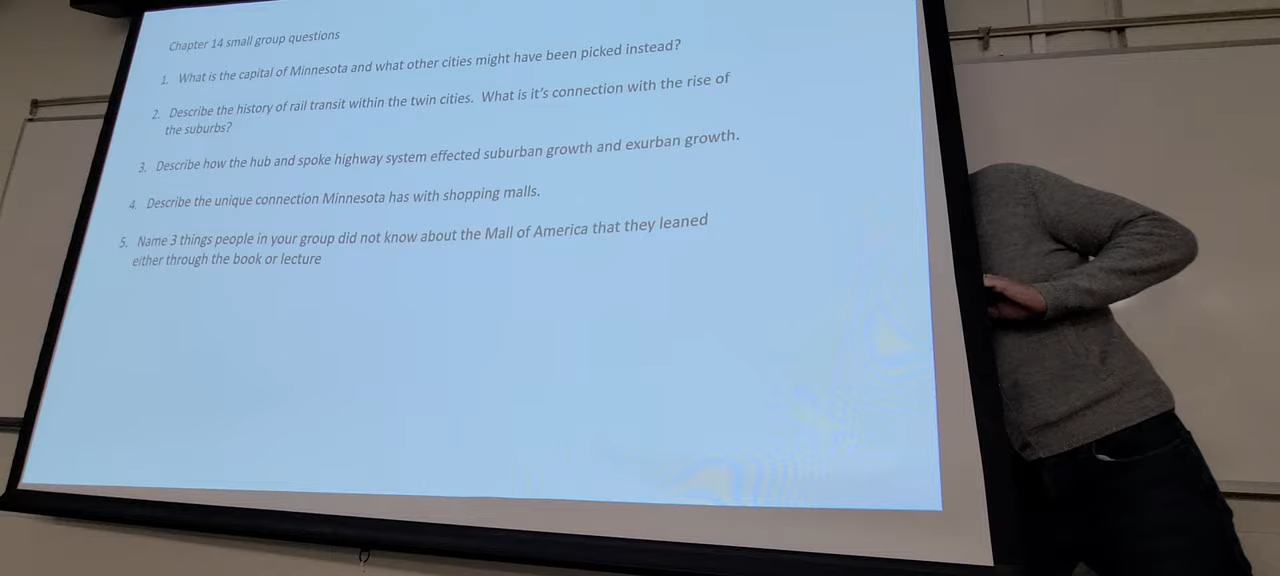 Chapter 14 small group questions
1. What is the capital of Minnesota and what other cities might have been picked instead?
2. Describe the history of rail transit within the twin cities. What is it's connection with the rise of
the suburbs?
3. Describe how the hub and spoke highway system effected suburban growth and exurban growth.
4. Describe the unique connection Minnesota has with shopping malls.
5. Name 3 things people in your group did not know about the Mall of America that they leaned
either through the book or lecture